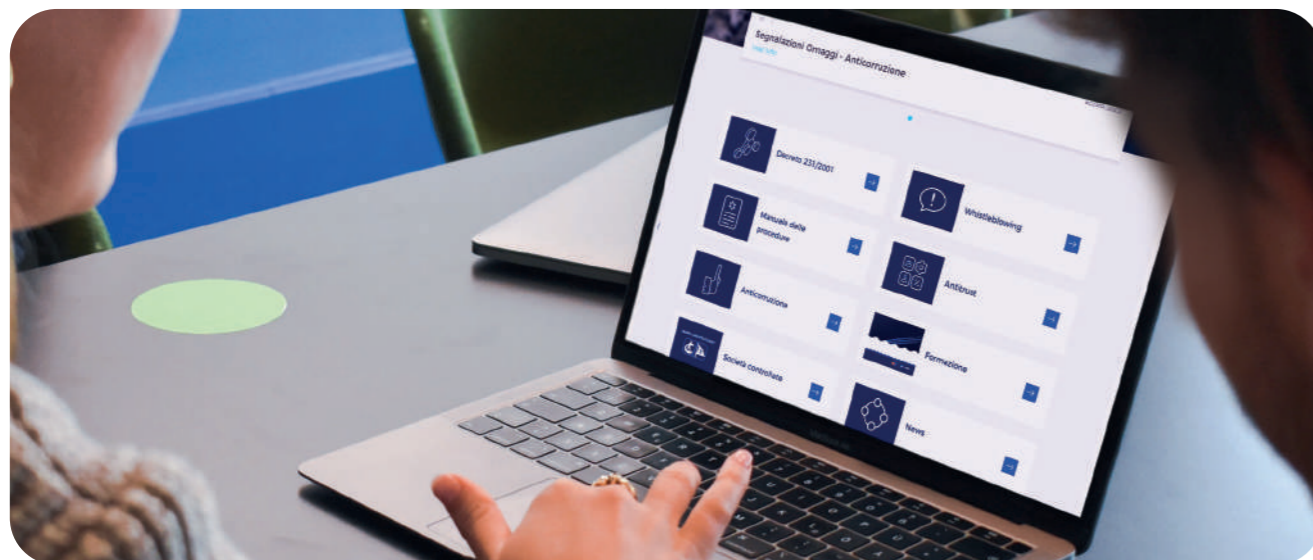 Segnalazioni Omaggi - Anticorruzione
Decreto 231/2001
Whistleblowing
Manuale delle
procedure
Antitrust
Anticorruzione
Formazione
Società controllate
News